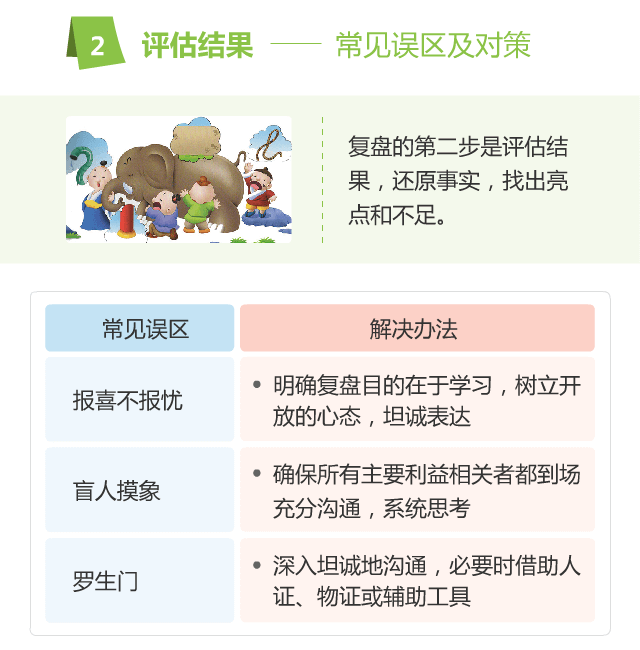 2 评估结果 —— 常见误区及对策
复盘的第二步是评估结
果，还原事实，找出亮
点和不足。
常见误区 解决办法
报喜不报忧
• 明确复盘目的在于学习，树立开
放的心态，坦诚表达
盲人摸象
• 确保所有主要利益相关者都到场
充分沟通，系统思考
罗生门
• 深入坦诚地沟通，必要时借助人
证、物证或辅助工具